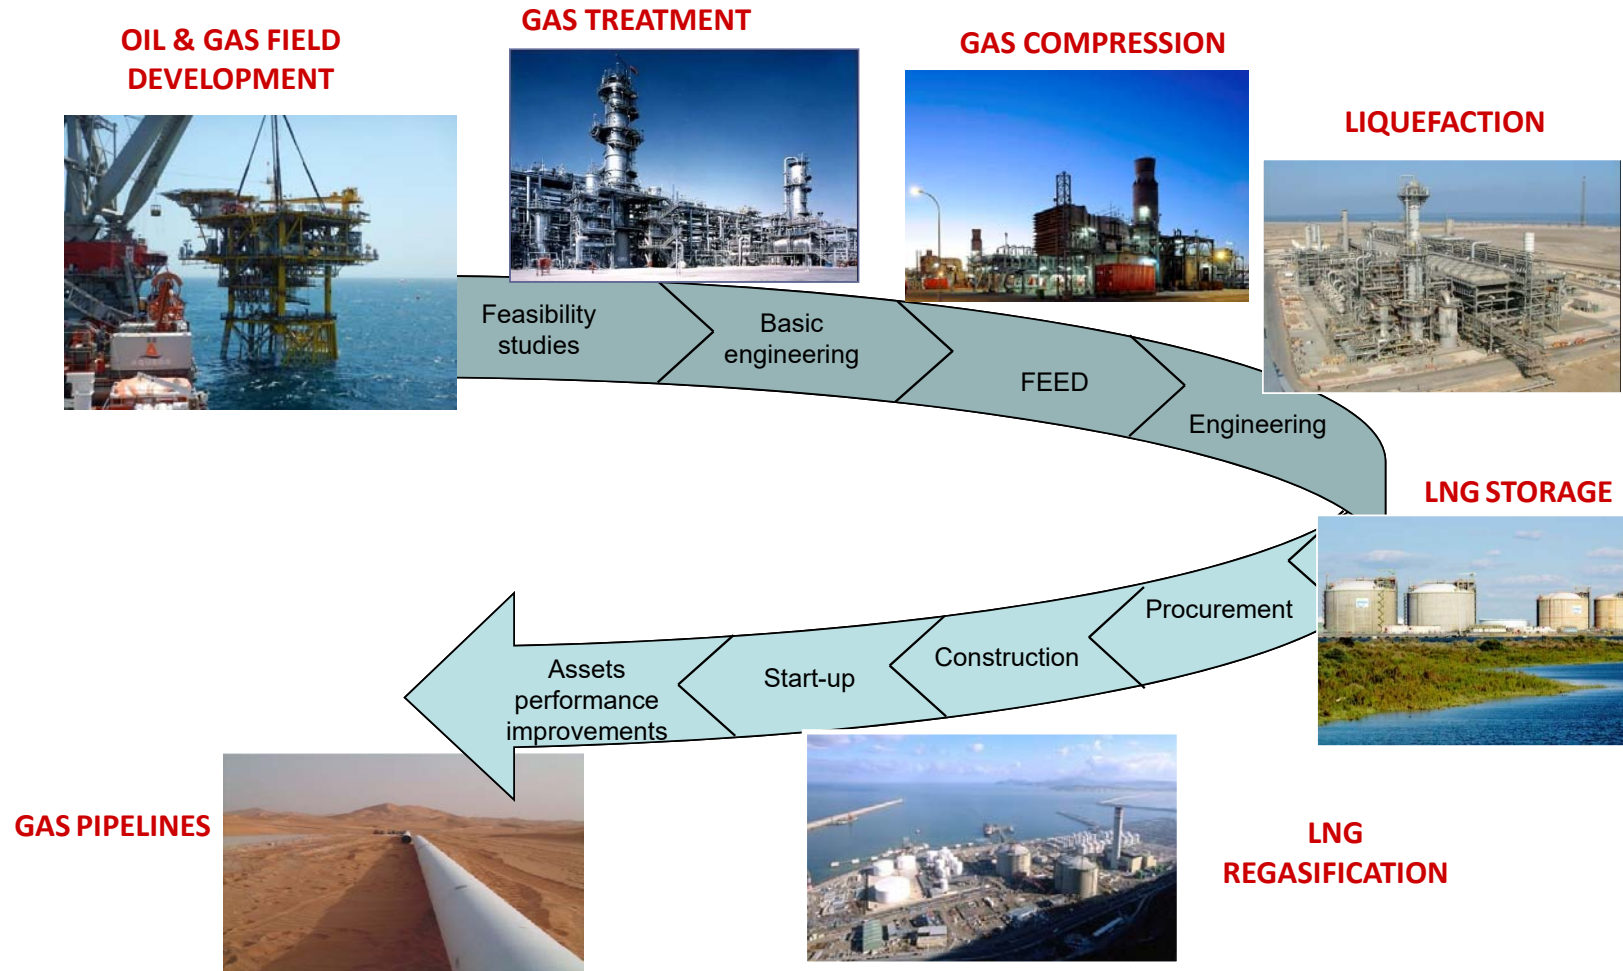 OIL & GAS FIELD
DEVELOPMENT
GAS TREATMENT
GAS COMPRESSION
LIQUEFACTION
Feasibility
studies
Basic
engineering
FEED
Engineering
LNG STORAGE
Procurement
Construction
Start-up
Assets
performance
improvements
GAS PIPELINES
LNG
REGASIFICATION